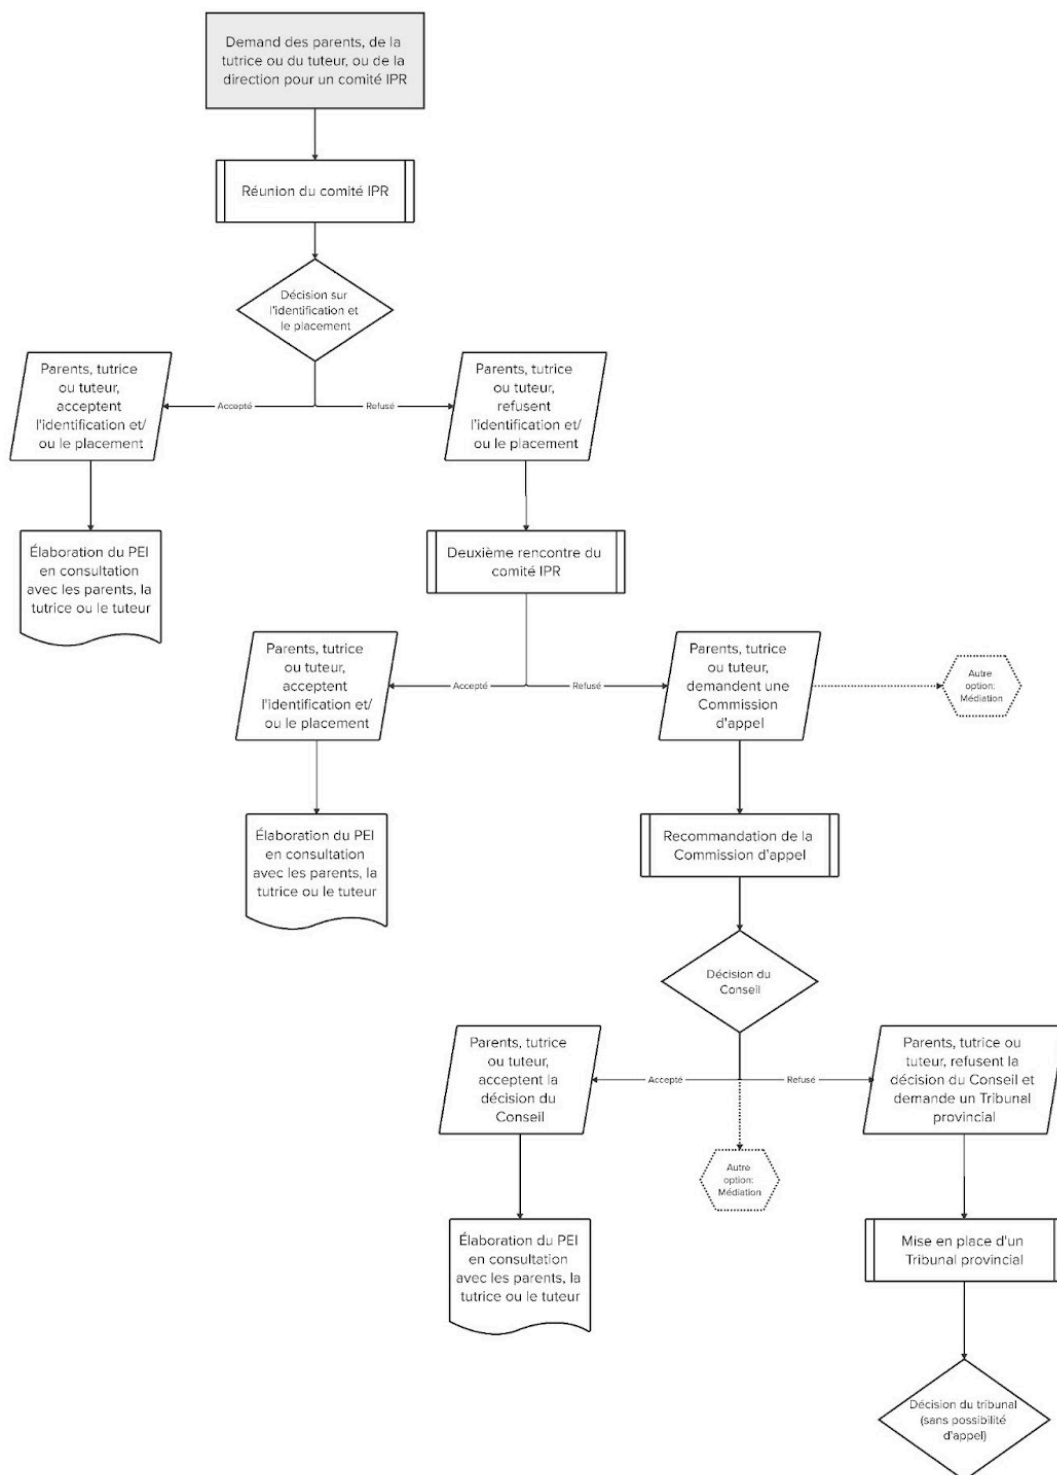 Demand des parents, de la
tutrice ou du tuteur, ou de la
direction pour un comité IPR
Réunion du comité IPR
Décision sur
l'identification et
le placement
Parents, tutrice
ou tuteur,
acceptent
l'identification et/
ou le placement
Accepté
Refusé
Parents, tutrice
ou tuteur,
refusent
l'identification et/
ou le placement
Élaboration du PEI
en consultation
avec les parents, la
tutrice ou le tuteur
Deuxième rencontre du
comité IPR
Parents, tutrice
ou tuteur,
acceptent
l'identification et/
ou le placement
Accepté
Refusé
Parents, tutrice
ou tuteur,
demandent une
Commission
d'appel
Autre
option:
Médiation
Élaboration du PEI
en consultation
avec les parents, la
tutrice ou le tuteur
Recommandation de la
Commission d'appel
Décision du
Conseil
Parents, tutrice
ou tuteur,
acceptent la
décision du
Conseil
Accepté
Refusé
Parents, tutrice ou
tuteur, refusent la
décision du Conseil et
demande un Tribunal
provincial
Autre
option:
Médiation
Élaboration du PEI
en consultation
avec les parents, la
tutrice ou le tuteur
Mise en place d'un
Tribunal provincial
Décision du tribunal
(sans possibilité
d'appel)